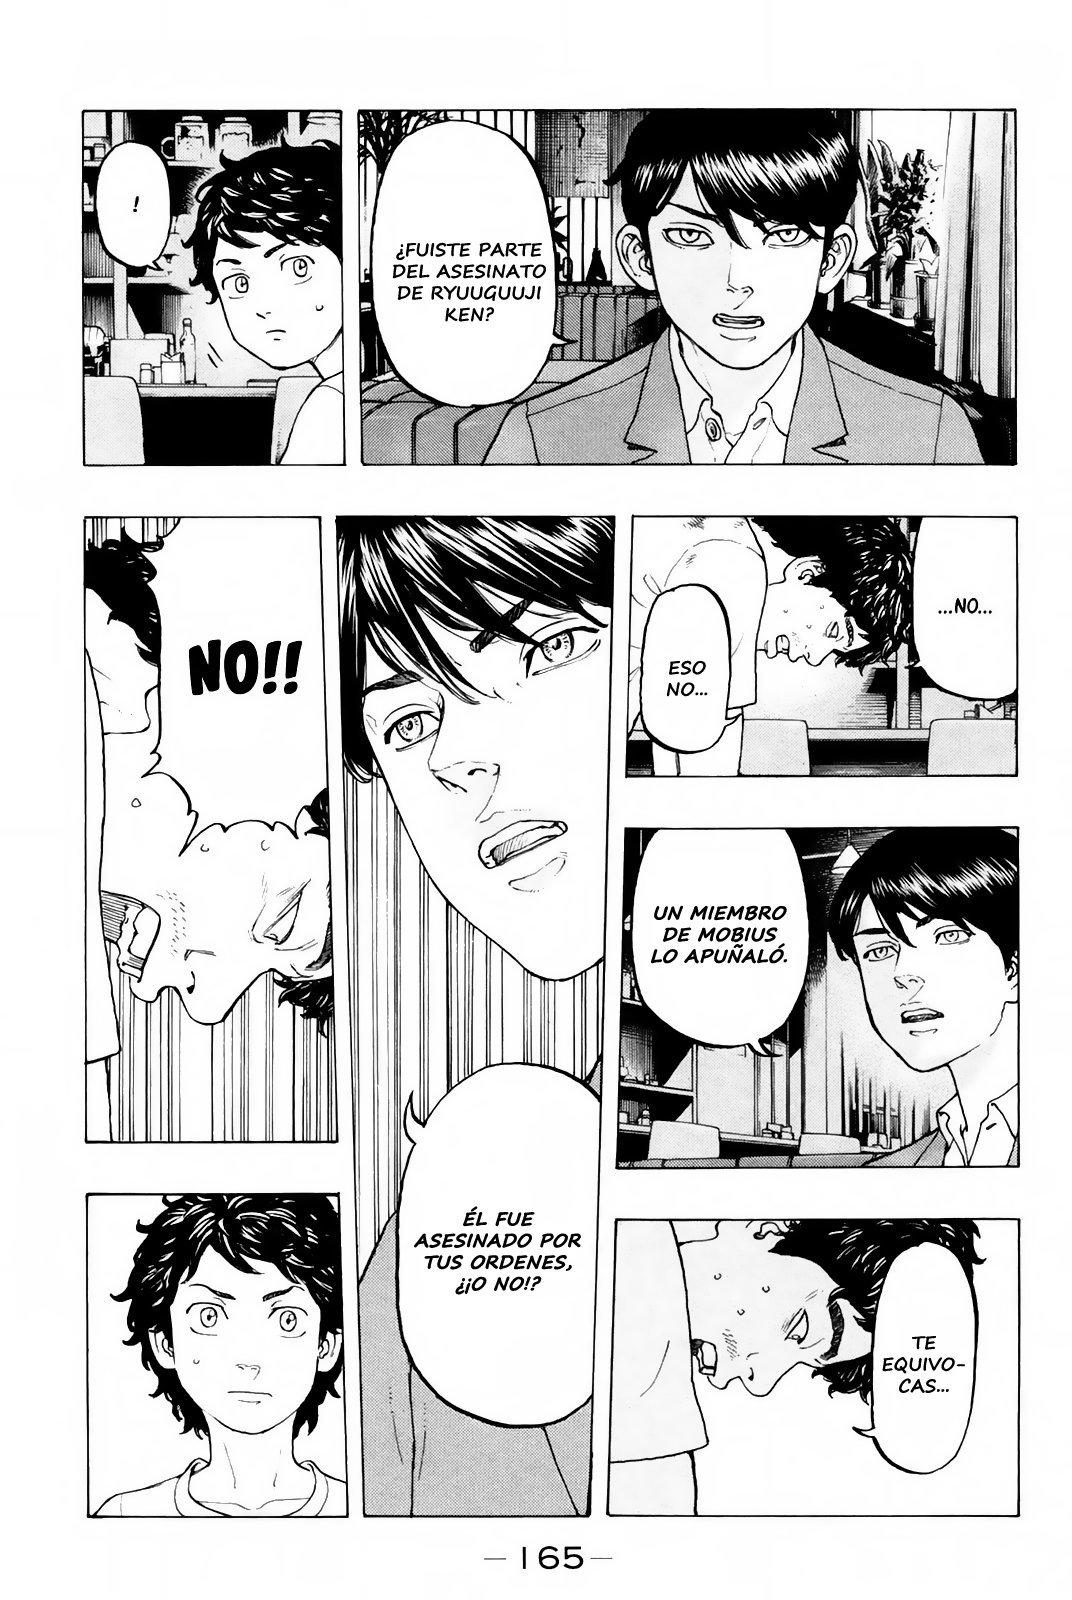 ¿FUISTE PARTE
DEL ASESINATO
DE RYUUGUUJI
KEN?
!
...NO...
ESO
NO...
UN MIEMBRO
DE MOBIUS
LO APUÑALÓ.
TE
EQUIVO-
CAS...
ÉL FUE
ASESINADO POR
TUS ORDENES,
¿¡O NO!?
NO!!
— 165 —